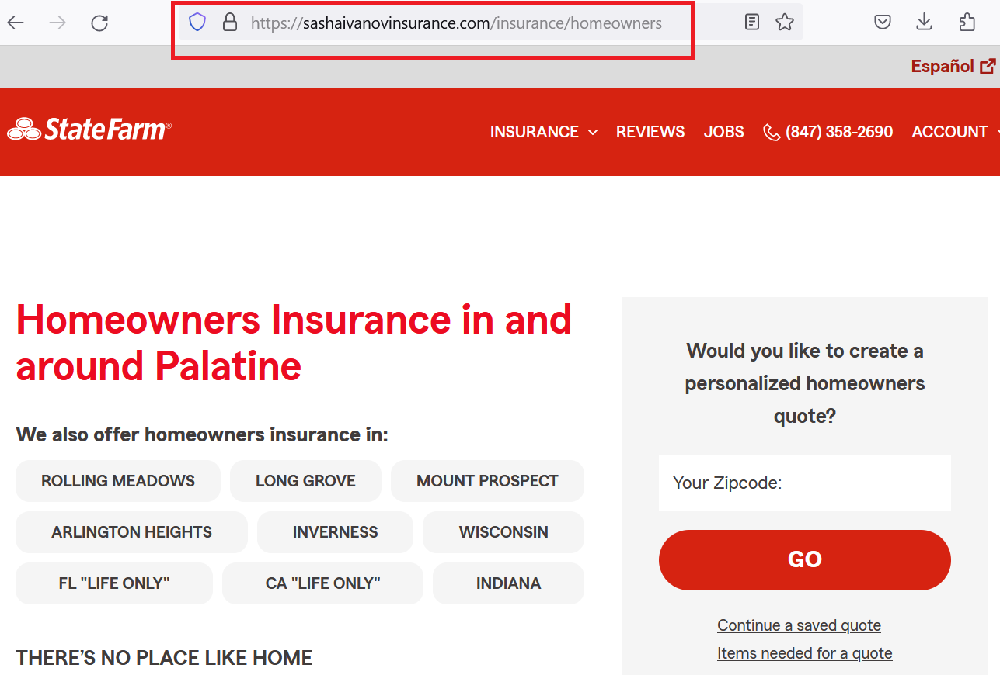 https://sashaivanovinsurance.com/insurance/homeowners
Español
StateFarm®
INSURANCE REVIEWS JOBS (847) 358-2690 ACCOUNT
Homeowners Insurance in and
around Palatine
We also offer homeowners insurance in:
ROLLING MEADOWS LONG GROVE MOUNT PROSPECT
ARLINGTON HEIGHTS INVERNESS WISCONSIN
FL "LIFE ONLY" CA "LIFE ONLY" INDIANA
THERE’S NO PLACE LIKE HOME
Would you like to create a
personalized homeowners
quote?
Your Zipcode:
GO
Continue a saved quote
Items needed for a quote